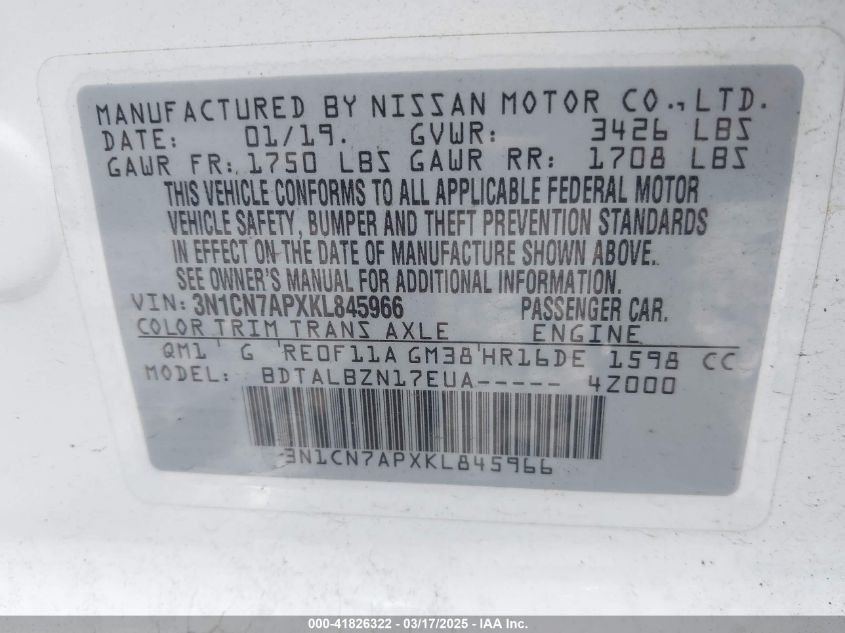 MANUFACTURED BY NISSAN MOTOR CO., LTD.
DATE: 01/19. GVWR: 3426 LBS
GAWR FR: 1750 LBS GAWR RR: 1708 LBS
THIS VEHICLE CONFORMS TO ALL APPLICABLE FEDERAL MOTOR
VEHICLE SAFETY, BUMPER AND THEFT PREVENTION STANDARDS
IN EFFECT ON THE DATE OF MANUFACTURE SHOWN ABOVE.
SEE OWNER'S MANUAL FOR ADDITIONAL INFORMATION.
VIN: 3N1CN7APXKL845966 PASSENGER CAR.
COLOR TRIM TRANS AXLE ENGINE
QM1 ' G 'RE0F11A GM38'HR16DE 1598 CC
MODEL: BDTALBZN17EUA----- 4Z000
3N1CN7APXKL845966
000-41826322 - 03/17/2025 - IAA Inc.